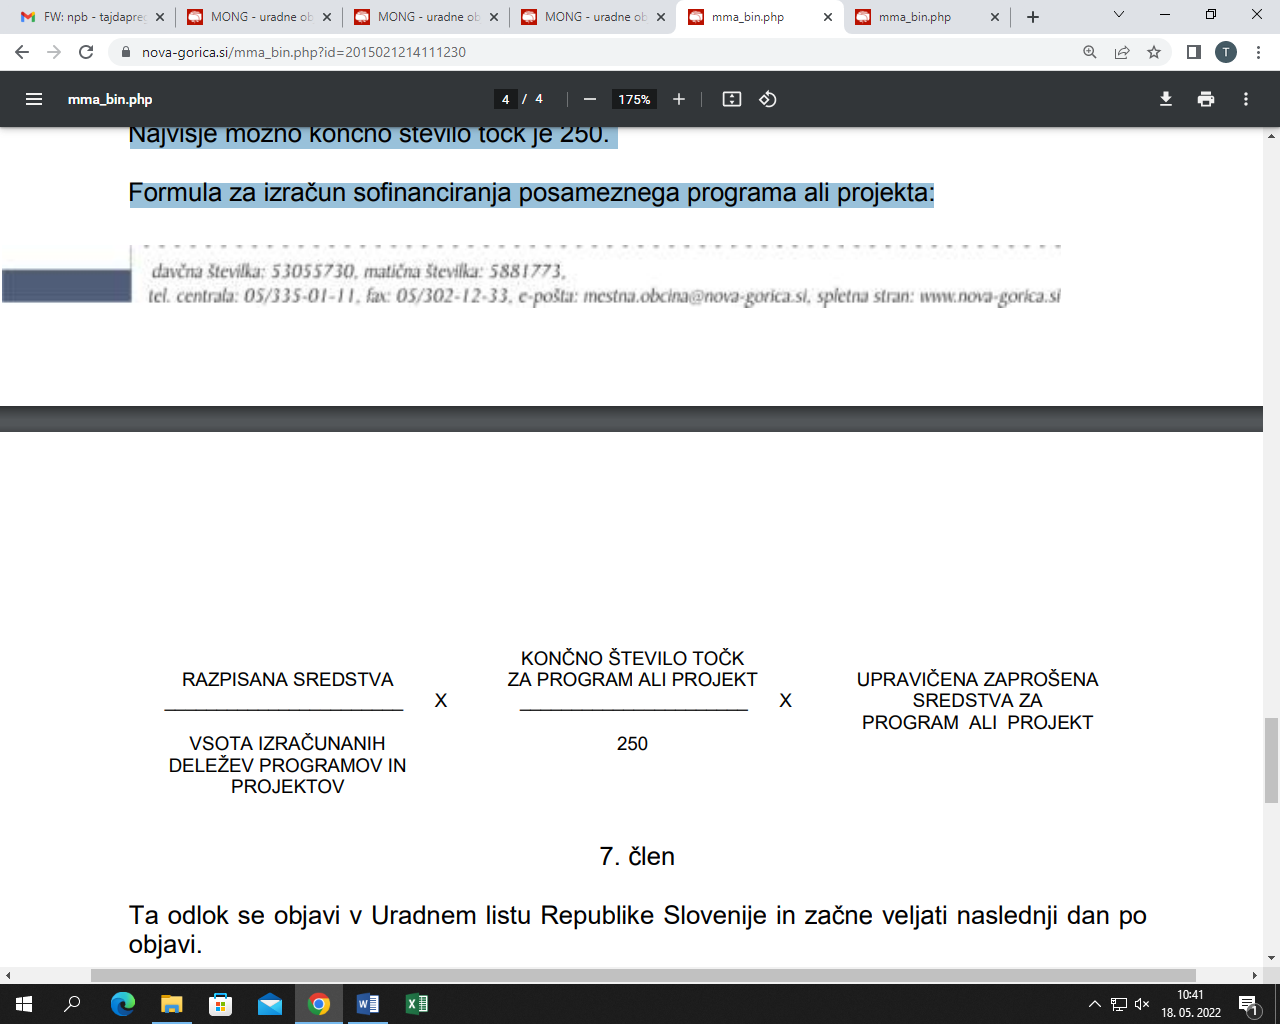 FW: npb - tajdapreg
MONG - uradne ob
MONG - uradne ob
MONG - uradne ob
mma_bin.php
mma_bin.php
nova-gorica.si/mma_bin.php?id=2015021214111230
T
mma_bin.php
4 / 4
175%
Najvišje možno končno število točk je 250.
Formula za izračun sofinanciranja posameznega programa ali projekta:
davčna številka: 53055730, matična številka: 5881773,
tel. centrala: 05/335-01-11, fax: 05/302-12-33, e-pošta: mestna.obcina@nova-gorica.si, spletna stran: www.nova-gorica.si
KONČNO ŠTEVILO TOČK
RAZPISANA SREDSTVA ZA PROGRAM ALI PROJEKT UPRAVIČENA ZAPROŠENA
X X SREDSTVA ZA
PROGRAM ALI PROJEKT
VSOTA IZRAČUNANIH 250
DELEŽEV PROGRAMOV IN
PROJEKTOV
7. člen
Ta odlok se objavi v Uradnem listu Republike Slovenije in začne veljati naslednji dan po
objavi.
10:41
18. 05. 2022
1